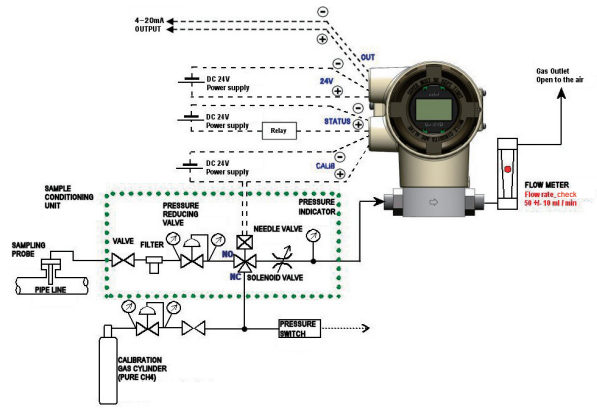 4-20mA
OUTPUT
OUT
DC 24V
Power supply
24V
DC 24V
Power supply
Relay
STATUS
DC 24V
Power supply
CALIB
Gas Outlet
Open to the air
FLOW METER
Flow rate, check
50 +/- 10 ml / min
SAMPLE
CONDITIONING
UNIT
PRESSURE
REDUCING
VALVE
PRESSURE
INDICATOR
NEEDLE VALVE
SAMPLING
PROBE
VALVE
FILTER
NO
NC
SOLENOID VALVE
PIPE LINE
PRESSURE
SWITCH
CALIBRATION
GAS CYLINDER
(PURE CH4)